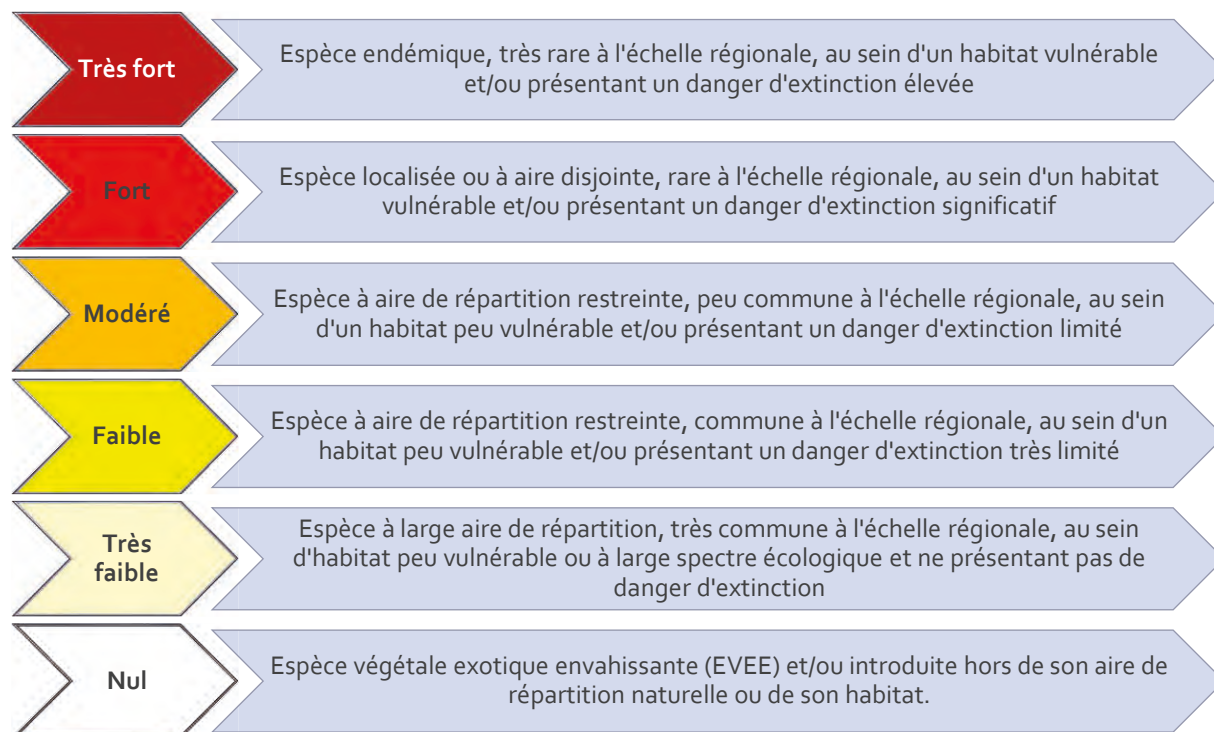 Très fort
Espèce endémique, très rare à l'échelle régionale, au sein d'un habitat vulnérable
et/ou présentant un danger d'extinction élevée
Fort
Espèce localisée ou à aire disjointe, rare à l'échelle régionale, au sein d'un habitat
vulnérable et/ou présentant un danger d'extinction significatif
Modéré
Espèce à aire de répartition restreinte, peu commune à l'échelle régionale, au sein
d'un habitat peu vulnérable et/ou présentant un danger d'extinction limité
Faible
Espèce à aire de répartition restreinte, commune à l'échelle régionale, au sein d'un
habitat peu vulnérable et/ou présentant un danger d'extinction très limité
Très
faible
Espèce à large aire de répartition, très commune à l'échelle régionale, au sein
d'habitat peu vulnérable ou à large spectre écologique et ne présentant pas de
danger d'extinction
Nul
Espèce végétale exotique envahissante (EVEE) et/ou introduite hors de son aire de
répartition naturelle ou de son habitat.